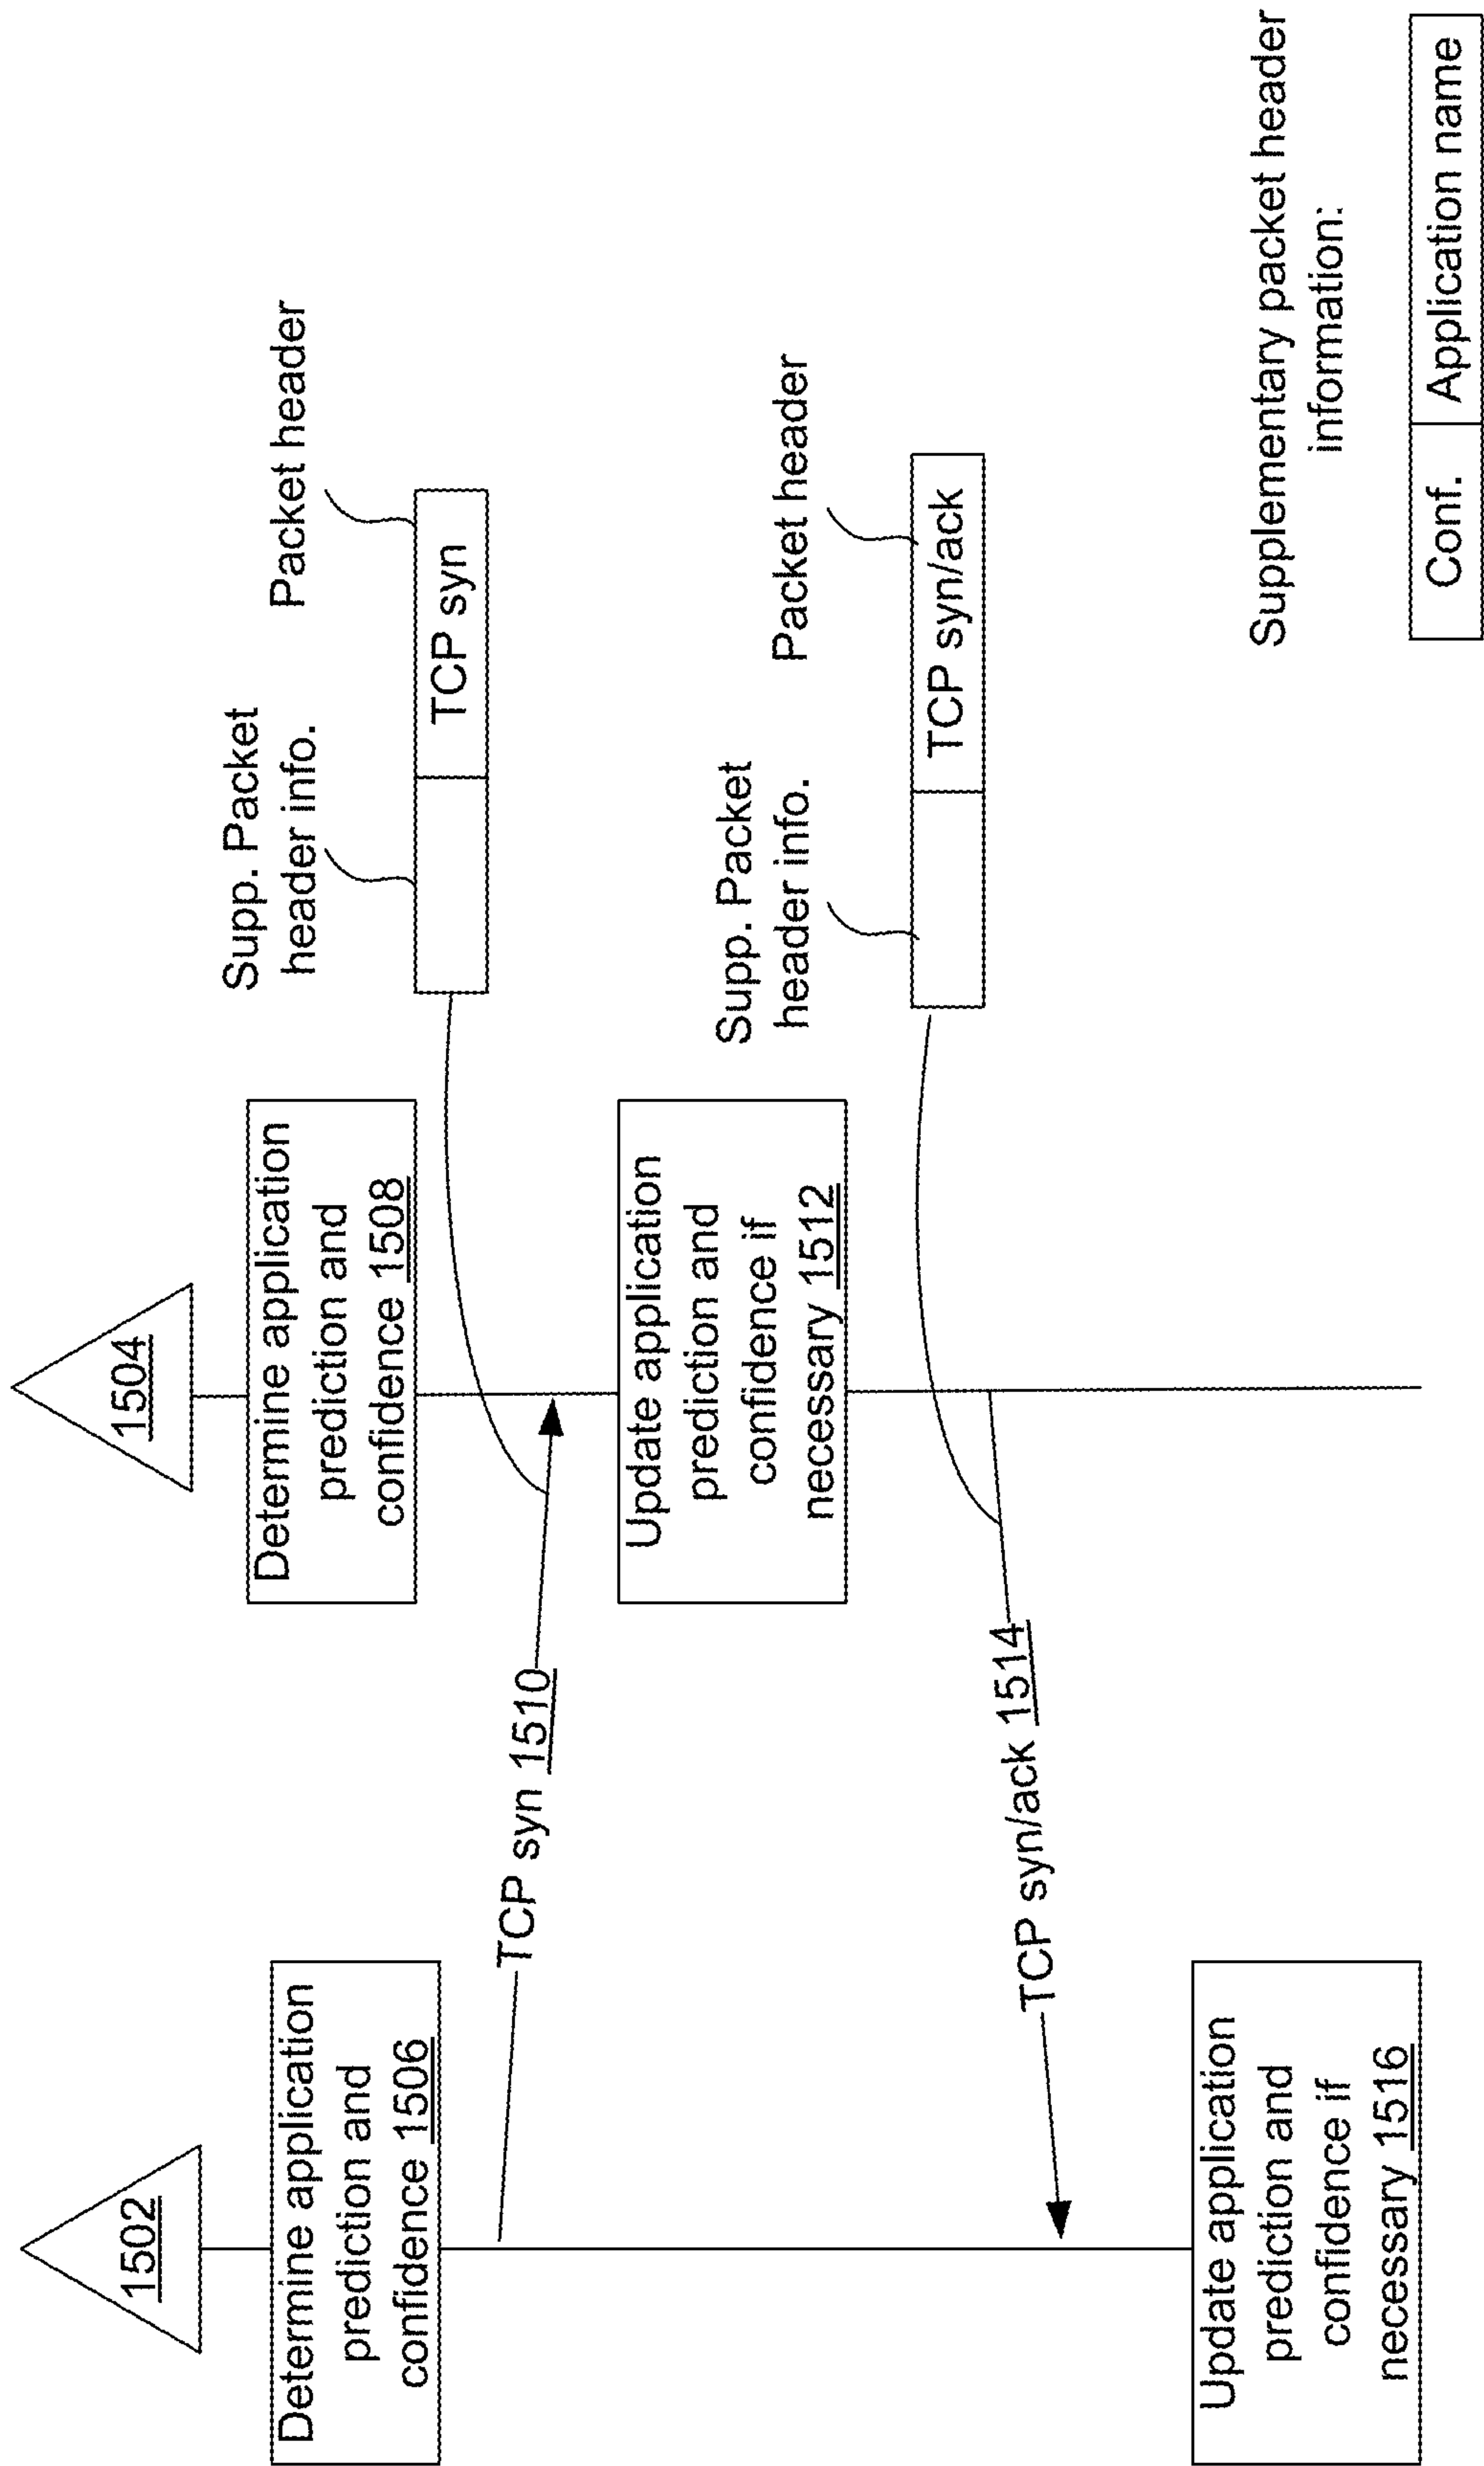 1502
1504
Determine application
prediction and
confidence 1506
Determine application
prediction and
confidence 1508
Supp. Packet
header info.
Packet header
TCP syn
TCP syn 1510
Update application
prediction and
confidence if
necessary 1512
Supp. Packet
header info.
Packet header
TCP syn/ack
TCP syn/ack 1514
Update application
prediction and
confidence if
necessary 1516
Supplementary packet header
information:
Conf.
Application name